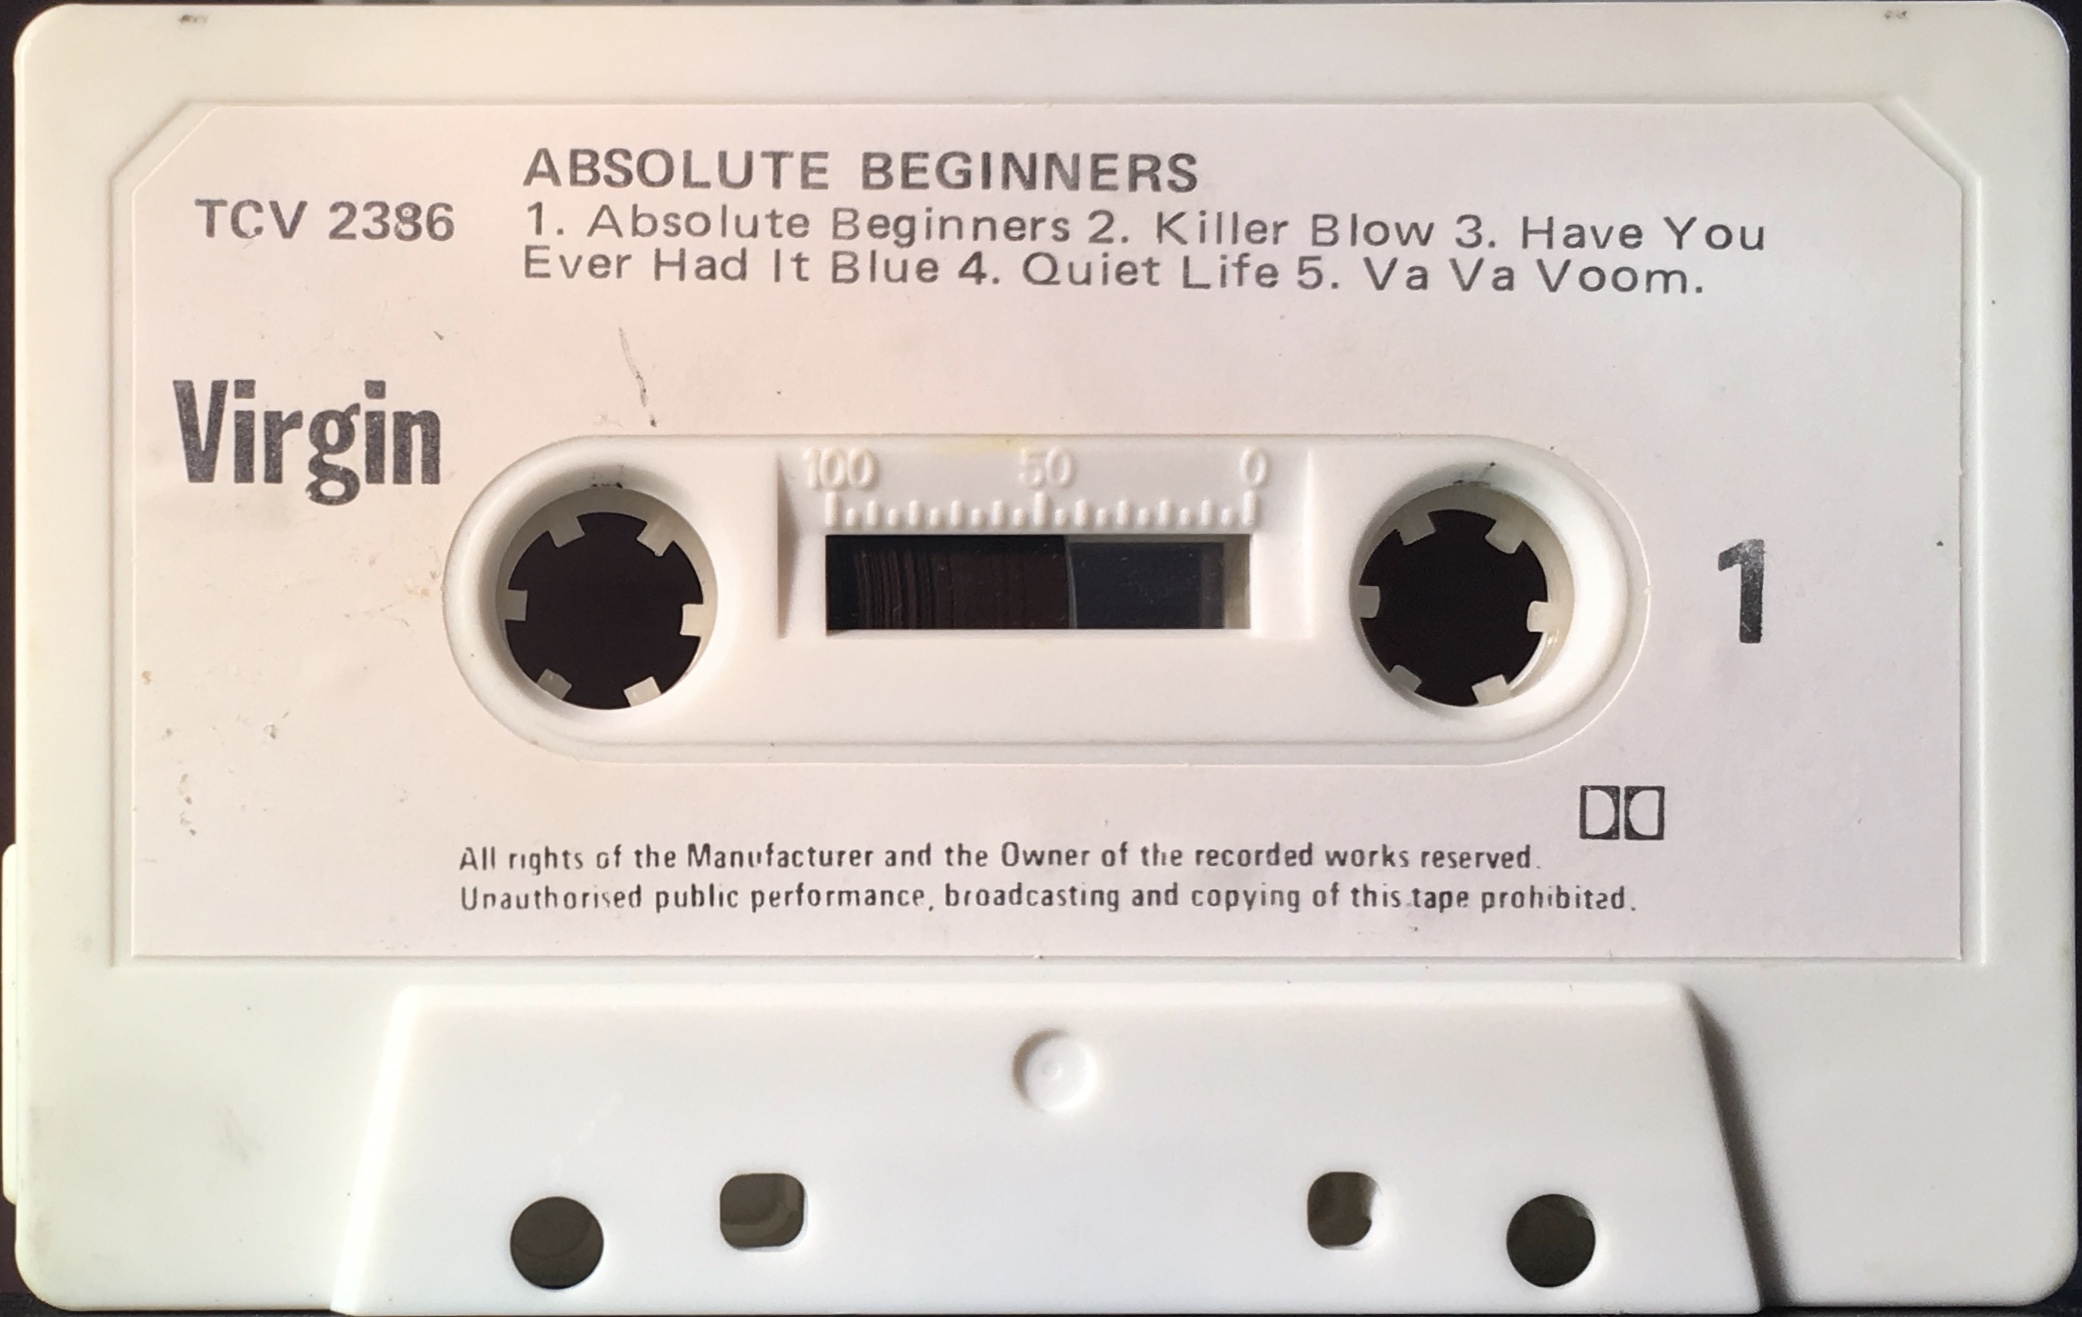 ABSOLUTE BEGINNERS
TCV 2386
1. Absolute Beginners 2. Killer Blow 3. Have You
Ever Had It Blue 4. Quiet Life 5. Va Va Voom.
Virgin
100 50 0
1
All rights of the Manufacturer and the Owner of the recorded works reserved.
Unauthorised public performance, broadcasting and copying of this tape prohibited.